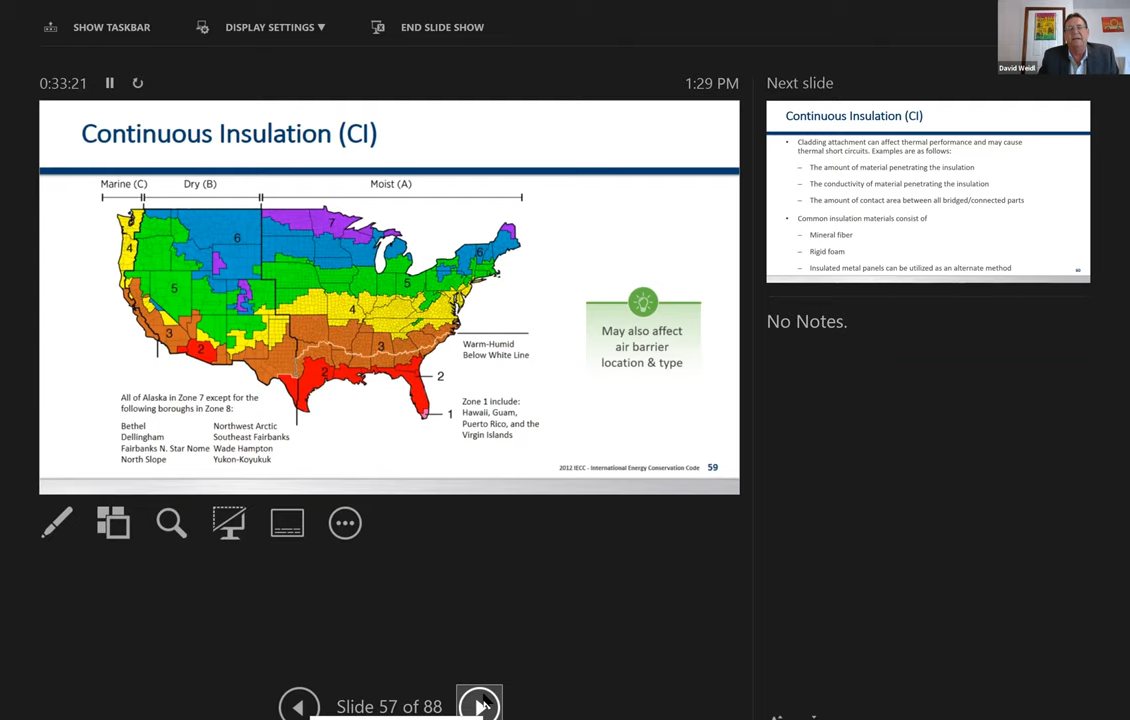 SHOW TASKBAR
DISPLAY SETTINGS ▼
END SLIDE SHOW
David Weidl
0:33:21
1:29 PM
Continuous Insulation (CI)
Marine (C)
Dry (B)
Moist (A)
7
6
6
4
5
5
4
3
3
2
2
2
1
Warm-Humid
Below White Line
May also affect
air barrier
location & type
All of Alaska in Zone 7 except for the
following boroughs in Zone 8:
Bethel
Northwest Arctic
Dellingham
Southeast Fairbanks
Fairbanks N. Star Nome
Wade Hampton
North Slope
Yukon-Koyukuk
Zone 1 include:
Hawaii, Guam,
Puerto Rico, and the
Virgin Islands
2012 IECC - International Energy Conservation Code 59
Slide 57 of 88
Next slide
Continuous Insulation (CI)
• Cladding attachment can affect thermal performance and may cause
thermal short circuits. Examples are as follows:
– The amount of material penetrating the insulation
– The conductivity of material penetrating the insulation
– The amount of contact area between all bridged/connected parts
• Common insulation materials consist of
– Mineral fiber
– Rigid foam
– Insulated metal panels can be utilized as an alternate method
60
No Notes.